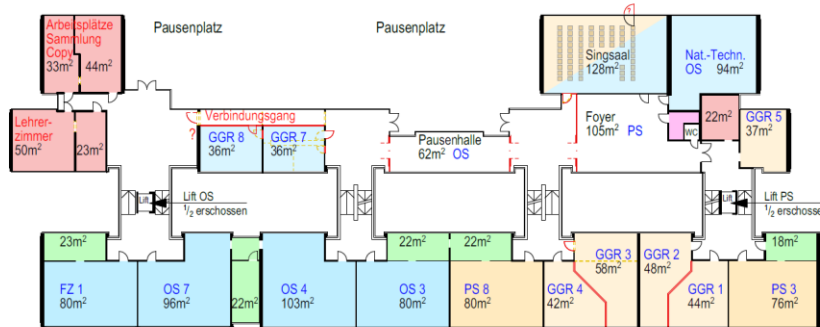 Arbeitsplätze
Sammlung
Copy
33m² 44m²
Pausenplatz
Pausenplatz
?
Singsaal
128m²
Nat.-Techn.
OS 94m²
Lehrer-
zimmer
50m²
23m²
Verbindungsgang
?
GGR 8
36m²
GGR 7
36m²
Pausenhalle
62m² OS
Foyer
105m² PS
WC
22m²
GGR 5
37m²
Lift
Lift OS
½ erschossen
Lift
Lift PS
½ erschossen
23m²
22m²
22m²
18m²
FZ 1
80m²
OS 7
96m²
22m²
OS 4
103m²
OS 3
80m²
PS 8
80m²
GGR 4
42m²
GGR 3
58m²
GGR 2
48m²
GGR 1
44m²
PS 3
76m²